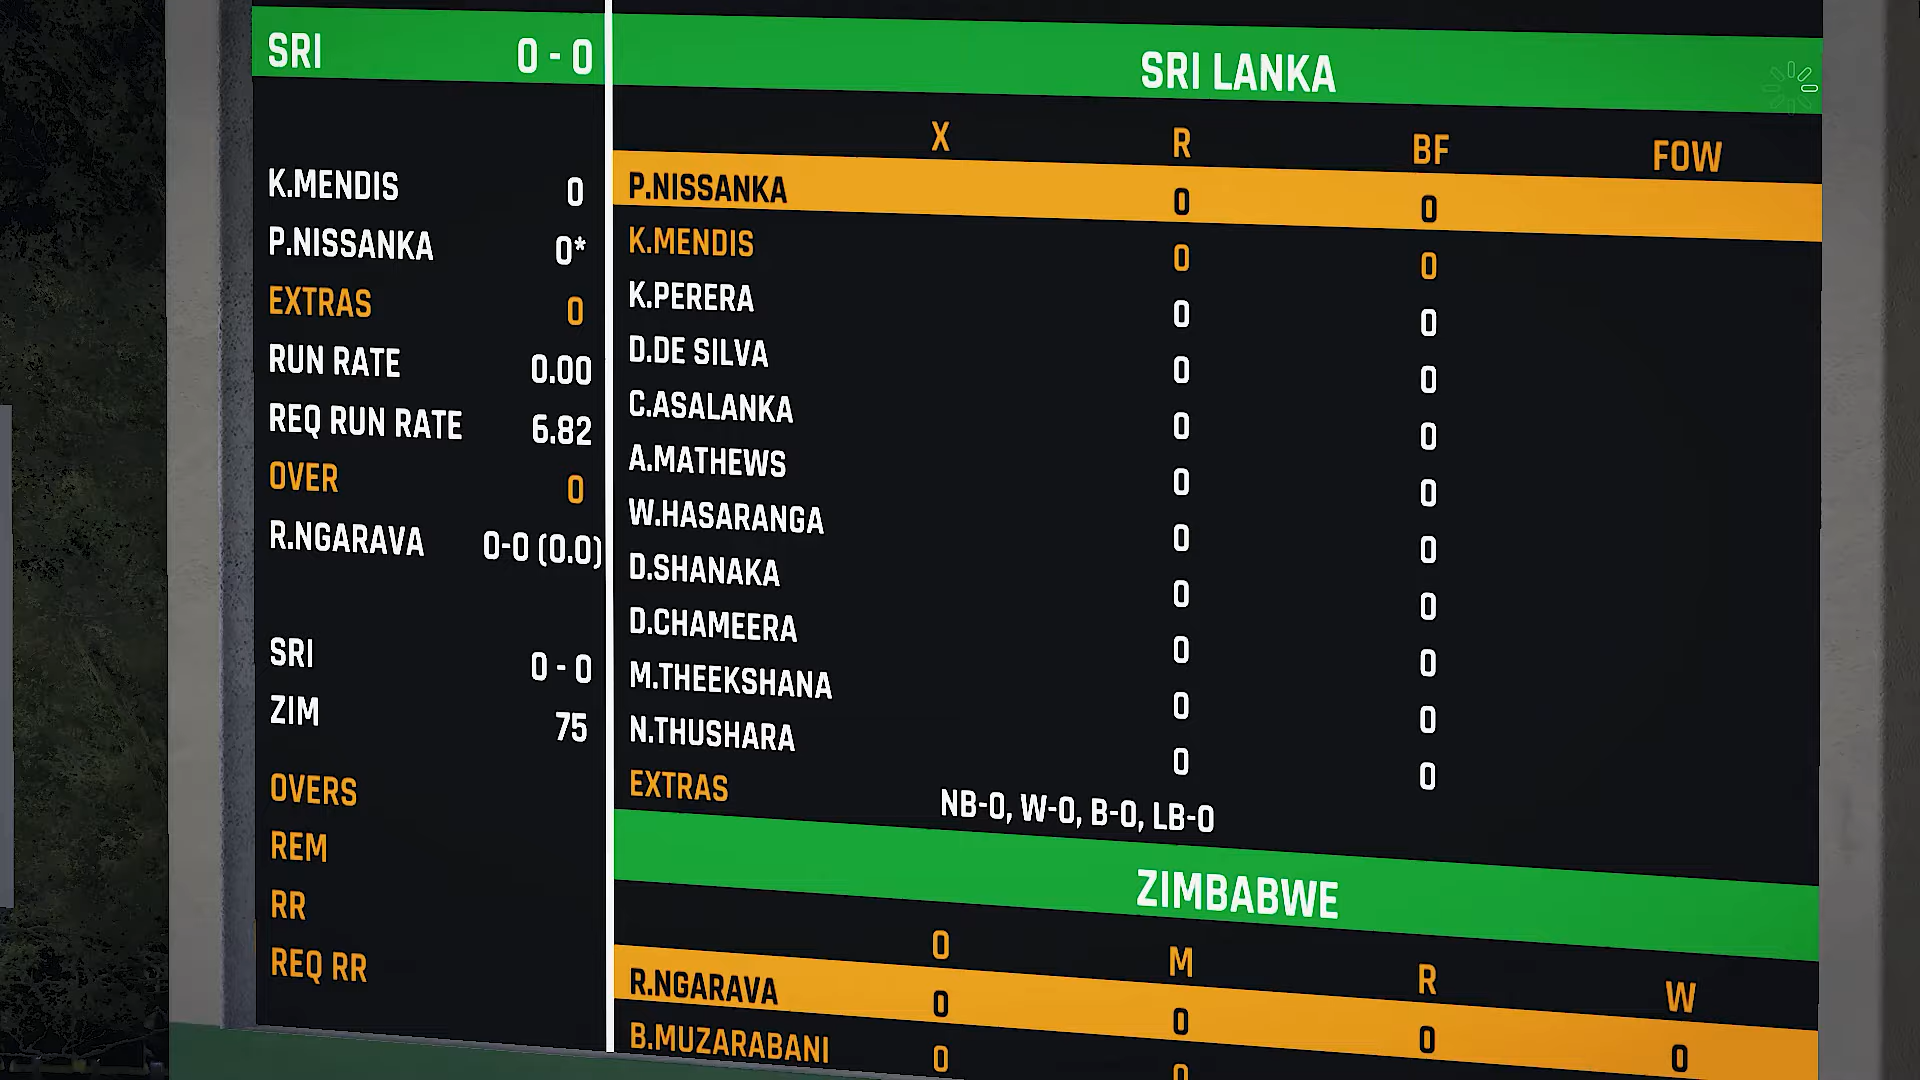 SRI 0 - 0
K.MENDIS 0
P.NISSANKA 0*
EXTRAS 0
RUN RATE 0.00
REQ RUN RATE 6.82
OVER 0
R.NGARAVA 0-0 (0.0)
SRI 0 - 0
ZIM 75
OVERS
REM
RR
REQ RR
SRI LANKA
X R BF FOW
P.NISSANKA 0 0
K.MENDIS 0 0
K.PERERA 0 0
D.DE SILVA 0 0
C.ASALANKA 0 0
A.MATHEWS 0 0
W.HASARANGA 0 0
D.SHANAKA 0 0
D.CHAMEERA 0 0
M.THEEKSHANA 0 0
N.THUSHARA 0 0
EXTRAS NB-0, W-0, B-0, LB-0
ZIMBABWE
O M R W
R.NGARAVA 0 0 0 0
B.MUZARABANI 0 0